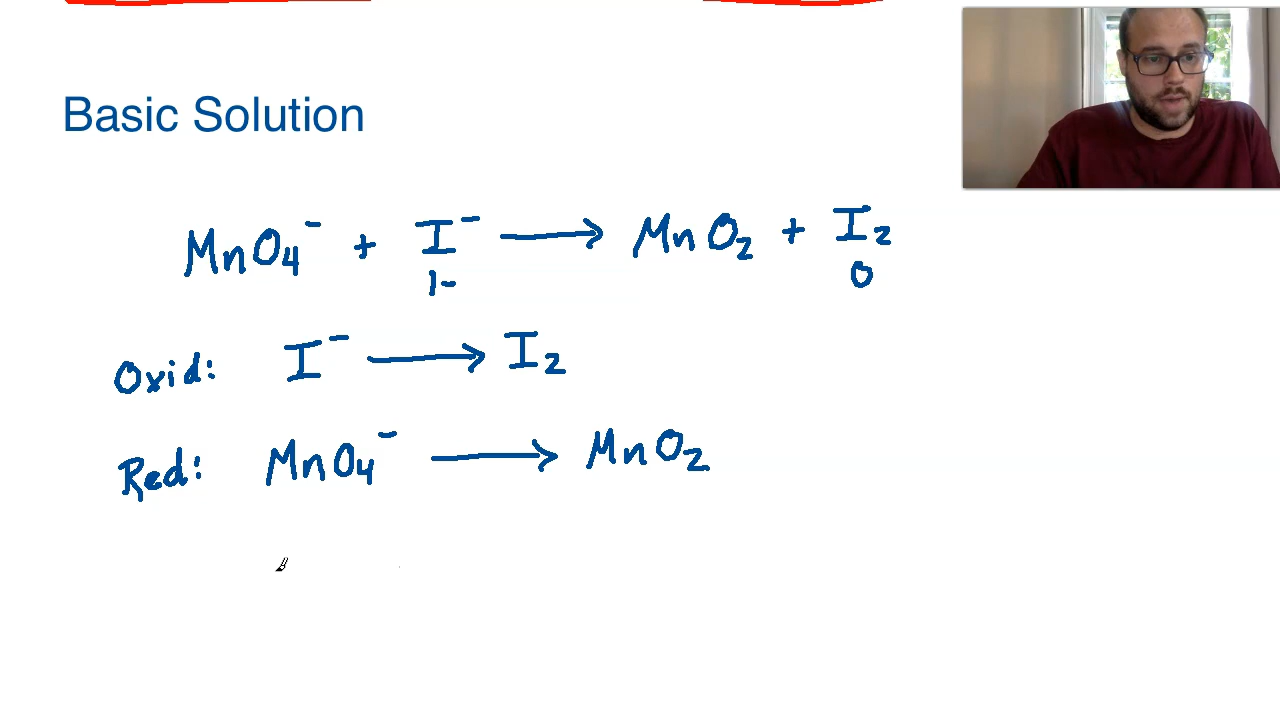 Basic Solution
MnO₄⁻ + I⁻ ⟶ MnO₂ + I₂
1- 0
Oxid: I⁻ ⟶ I₂
Red: MnO₄⁻ ⟶ MnO₂